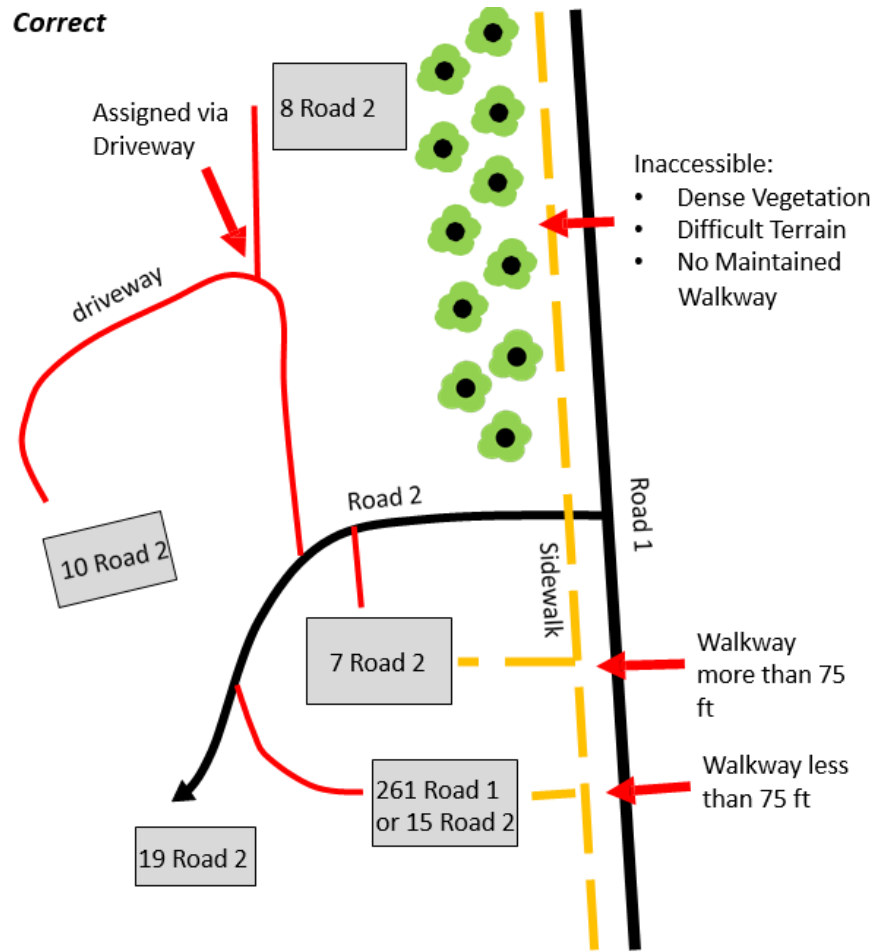 Correct
8 Road 2
Assigned via
Driveway
Inaccessible:
• Dense Vegetation
• Difficult Terrain
• No Maintained
Walkway
driveway
Road 2
Road 1
Sidewalk
10 Road 2
7 Road 2
Walkway
more than 75
ft
Walkway less
than 75 ft
261 Road 1
or 15 Road 2
19 Road 2